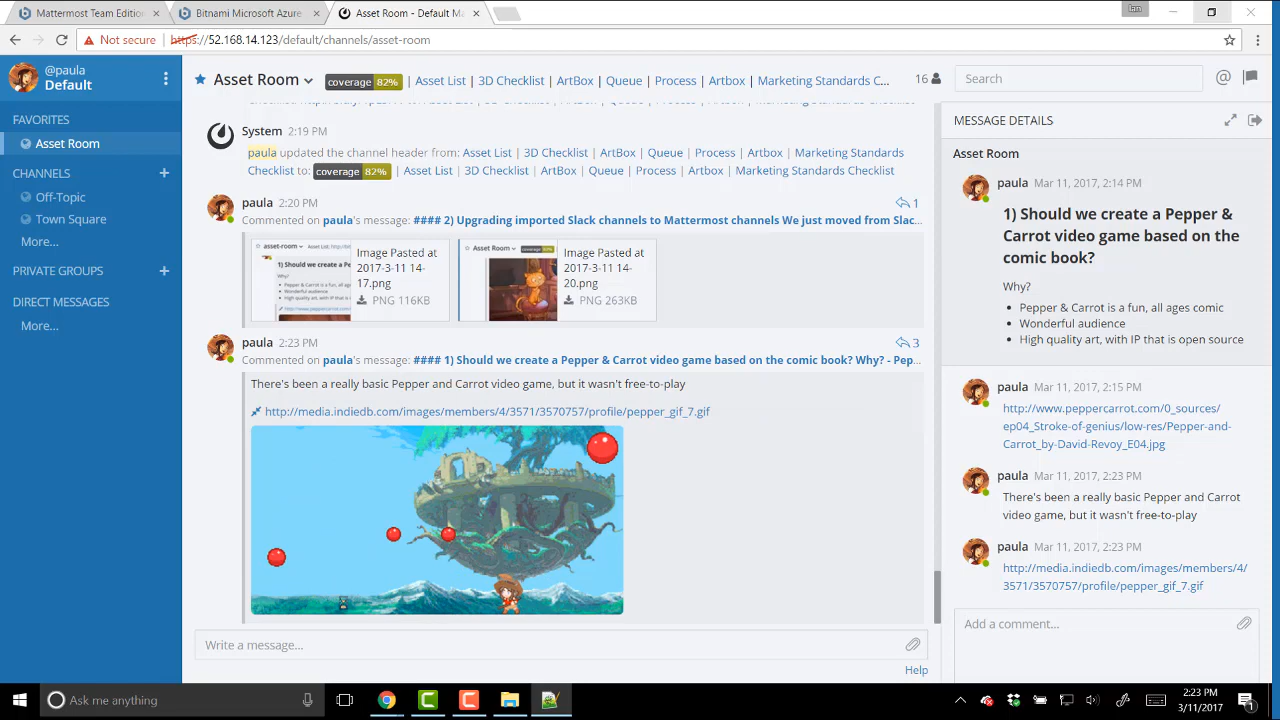 Mattermost Team Editio
Bitnami Microsoft Azure
Asset Room - Default Ma
Ian
Not secure
https://52.168.14.123/default/channels/asset-room
@paula
Default
FAVORITES
Asset Room
CHANNELS
Off-Topic
Town Square
More...
PRIVATE GROUPS
DIRECT MESSAGES
More...
Asset Room
coverage 82% | Asset List | 3D Checklist | ArtBox | Queue | Process | Artbox | Marketing Standards C...
16
Search
System 2:19 PM
paula updated the channel header from: Asset List | 3D Checklist | ArtBox | Queue | Process | Artbox | Marketing Standards
Checklist to: coverage 82% | Asset List | 3D Checklist | ArtBox | Queue | Process | Artbox | Marketing Standards Checklist
paula 2:20 PM
1
Commented on paula's message: #### 2) Upgrading imported Slack channels to Mattermost channels We just moved from Slac...
Image Pasted at
2017-3-11 14-
17.png
PNG 116KB
Image Pasted at
2017-3-11 14-
20.png
PNG 263KB
paula 2:23 PM
3
Commented on paula's message: #### 1) Should we create a Pepper & Carrot video game based on the comic book? Why? - Pep...
There's been a really basic Pepper and Carrot video game, but it wasn't free-to-play
http://media.indiedb.com/images/members/4/3571/3570757/profile/pepper_gif_7.gif
Write a message...
Help
MESSAGE DETAILS
Asset Room
paula Mar 11, 2017, 2:14 PM
1) Should we create a Pepper &
Carrot video game based on the
comic book?
Why?
• Pepper & Carrot is a fun, all ages comic
• Wonderful audience
• High quality art, with IP that is open source
paula Mar 11, 2017, 2:15 PM
http://www.peppercarrot.com/0_sources/
ep04_Stroke-of-genius/low-res/Pepper-and-
Carrot_by-David-Revoy_E04.jpg
paula Mar 11, 2017, 2:23 PM
There's been a really basic Pepper and Carrot
video game, but it wasn't free-to-play
paula Mar 11, 2017, 2:23 PM
http://media.indiedb.com/images/members/4/
3571/3570757/profile/pepper_gif_7.gif
Add a comment...
Ask me anything
2:23 PM
3/11/2017
1